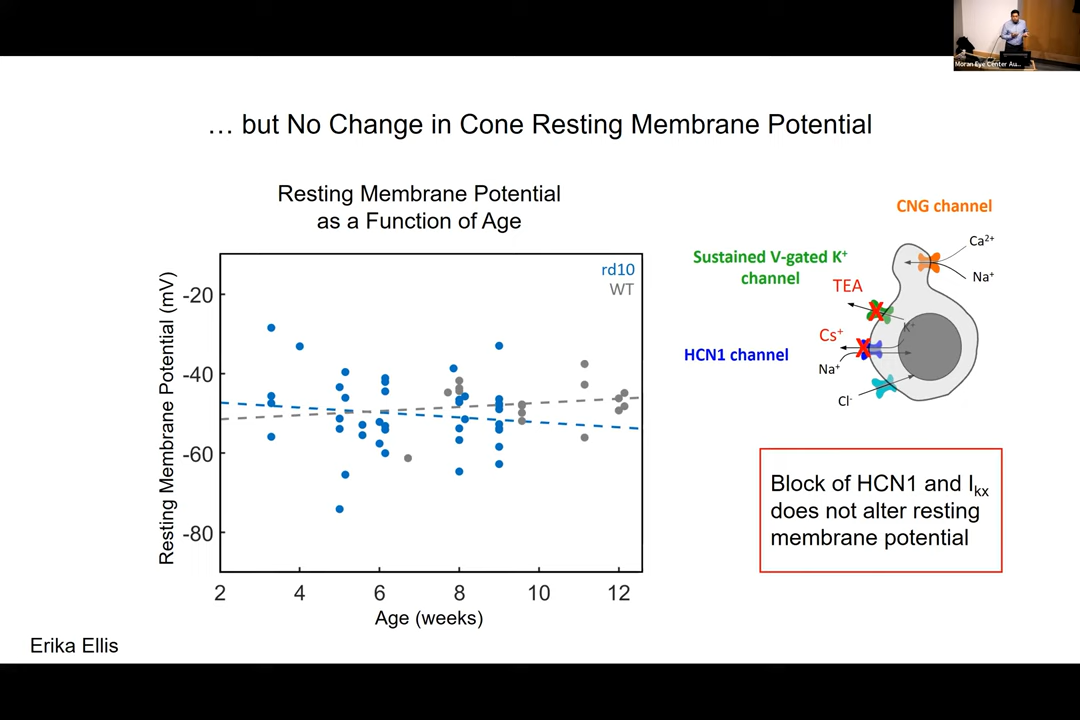 Moran Eye Center Au...
… but No Change in Cone Resting Membrane Potential
Resting Membrane Potential
as a Function of Age
rd10
WT
Resting Membrane Potential (mV)
-20
-40
-60
-80
2
4
6
8
10
12
Age (weeks)
CNG channel
Ca²⁺
Na⁺
Sustained V-gated K⁺
channel
TEA
K⁺
Cs⁺
HCN1 channel
Na⁺
Cl⁻
Block of HCN1 and Iₖₓ
does not alter resting
membrane potential
Erika Ellis